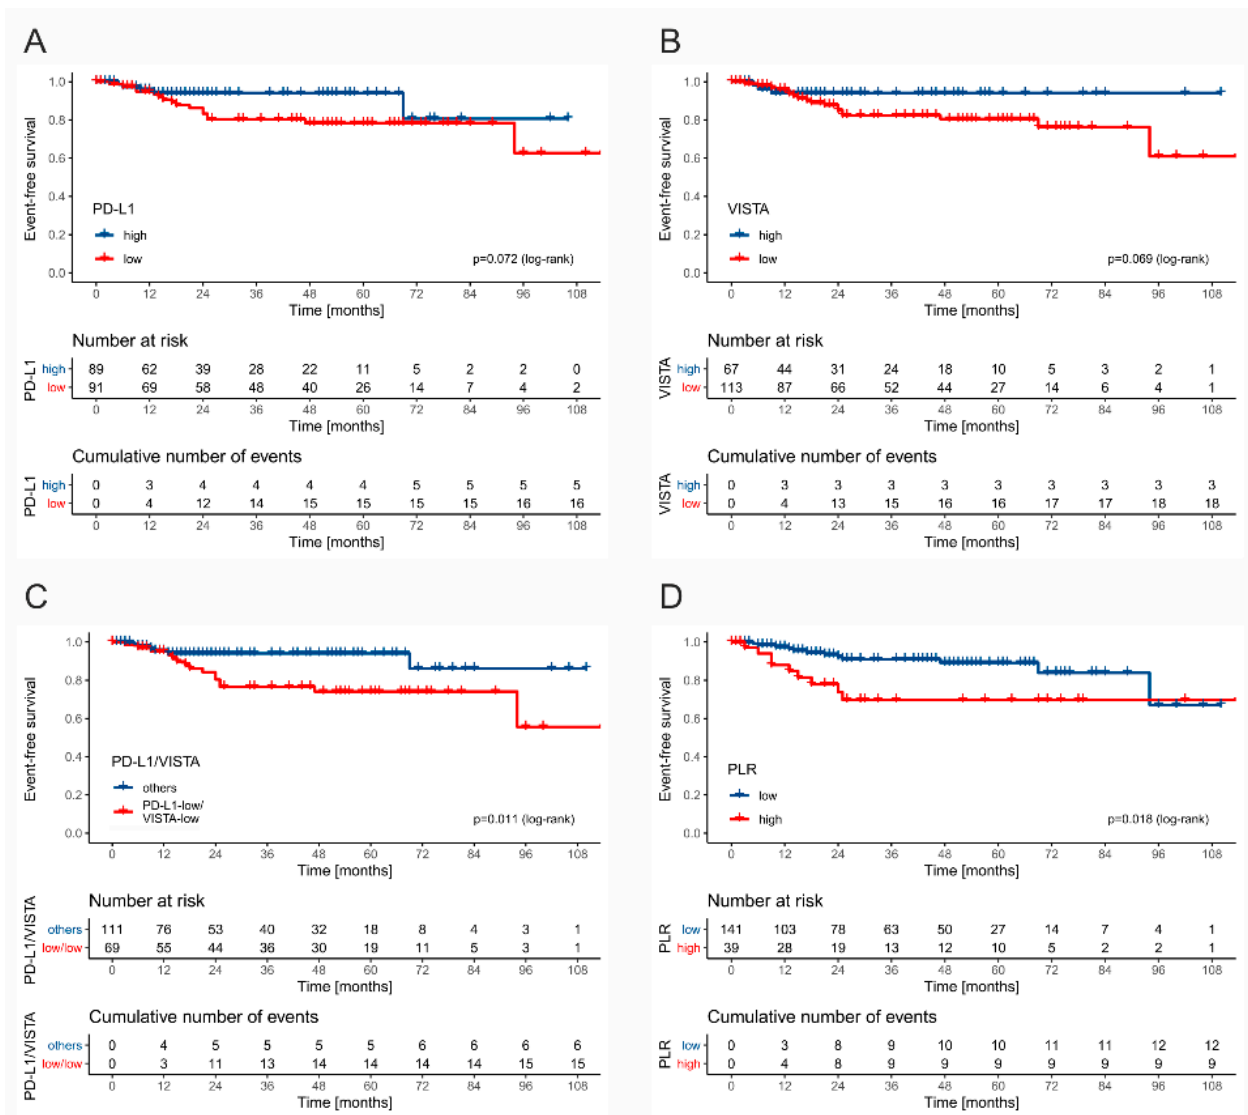 A
1.0
0.8
0.6
0.4
0.2
0.0
Event-free survival
PD-L1
high
low
p=0.072 (log-rank)
0 12 24 36 48 60 72 84 96 108
Time [months]
Number at risk
PD-L1
high 89 62 39 28 22 11 5 2 2 0
low 91 69 58 48 40 26 14 7 4 2
0 12 24 36 48 60 72 84 96 108
Time [months]
Cumulative number of events
PD-L1
high 0 3 4 4 4 4 5 5 5 5
low 0 4 12 14 15 15 15 15 16 16
0 12 24 36 48 60 72 84 96 108
Time [months]
B
1.0
0.8
0.6
0.4
0.2
0.0
Event-free survival
VISTA
high
low
p=0.069 (log-rank)
0 12 24 36 48 60 72 84 96 108
Time [months]
Number at risk
VISTA
high 67 44 31 24 18 10 5 3 2 1
low 113 87 66 52 44 27 14 6 4 1
0 12 24 36 48 60 72 84 96 108
Time [months]
Cumulative number of events
VISTA
high 0 3 3 3 3 3 3 3 3 3
low 0 4 13 15 16 16 17 17 18 18
0 12 24 36 48 60 72 84 96 108
Time [months]
C
1.0
0.8
0.6
0.4
0.2
0.0
Event-free survival
PD-L1/VISTA
others
PD-L1-low/
VISTA-low
p=0.011 (log-rank)
0 12 24 36 48 60 72 84 96 108
Time [months]
Number at risk
PD-L1/VISTA
others 111 76 53 40 32 18 8 4 3 1
low/low 69 55 44 36 30 19 11 5 3 1
0 12 24 36 48 60 72 84 96 108
Time [months]
Cumulative number of events
PD-L1/VISTA
others 0 4 5 5 5 5 6 6 6 6
low/low 0 3 11 13 14 14 14 14 15 15
0 12 24 36 48 60 72 84 96 108
Time [months]
D
1.0
0.8
0.6
0.4
0.2
0.0
Event-free survival
PLR
low
high
p=0.018 (log-rank)
0 12 24 36 48 60 72 84 96 108
Time [months]
Number at risk
PLR
low 141 103 78 63 50 27 14 7 4 1
high 39 28 19 13 12 10 5 2 2 1
0 12 24 36 48 60 72 84 96 108
Time [months]
Cumulative number of events
PLR
low 0 3 8 9 10 10 11 11 12 12
high 0 4 8 9 9 9 9 9 9 9
0 12 24 36 48 60 72 84 96 108
Time [months]